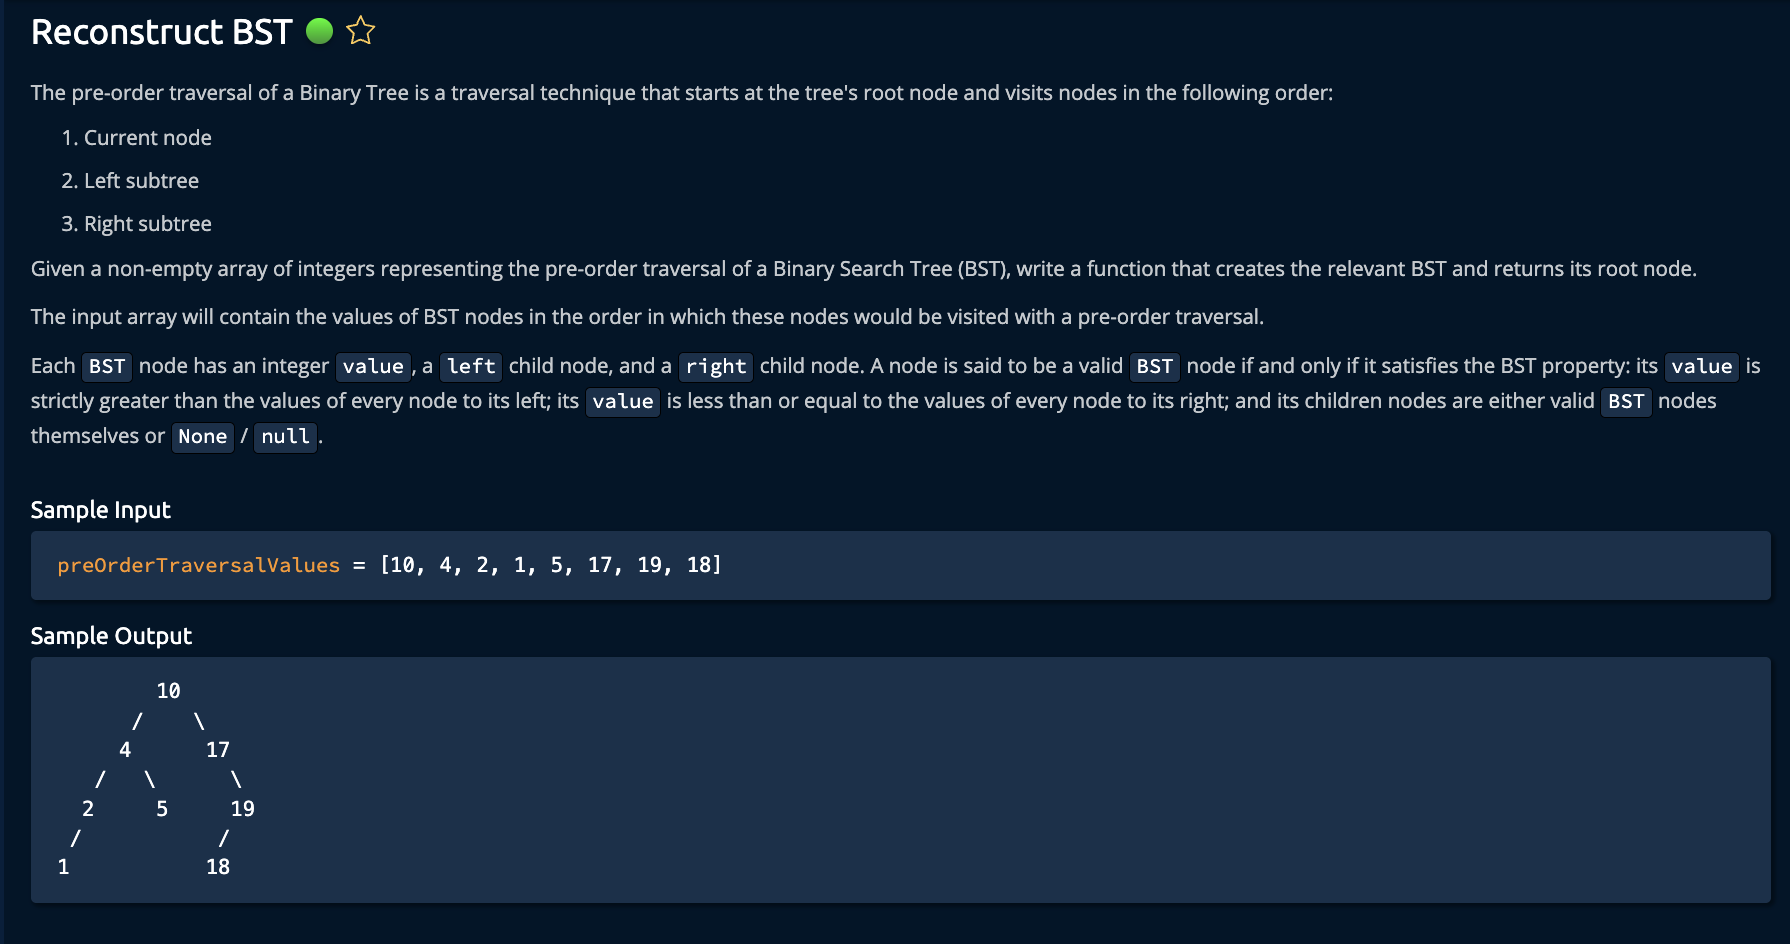 Reconstruct BST
The pre-order traversal of a Binary Tree is a traversal technique that starts at the tree's root node and visits nodes in the following order:
1. Current node
2. Left subtree
3. Right subtree
Given a non-empty array of integers representing the pre-order traversal of a Binary Search Tree (BST), write a function that creates the relevant BST and returns its root node.
The input array will contain the values of BST nodes in the order in which these nodes would be visited with a pre-order traversal.
Each BST node has an integer value, a left child node, and a right child node. A node is said to be a valid BST node if and only if it satisfies the BST property: its value is
strictly greater than the values of every node to its left; its value is less than or equal to the values of every node to its right; and its children nodes are either valid BST nodes
themselves or None / null.
Sample Input
preOrderTraversalValues = [10, 4, 2, 1, 5, 17, 19, 18]
Sample Output
10
/ \
4 17
/ \ \
2 5 19
/ /
1 18